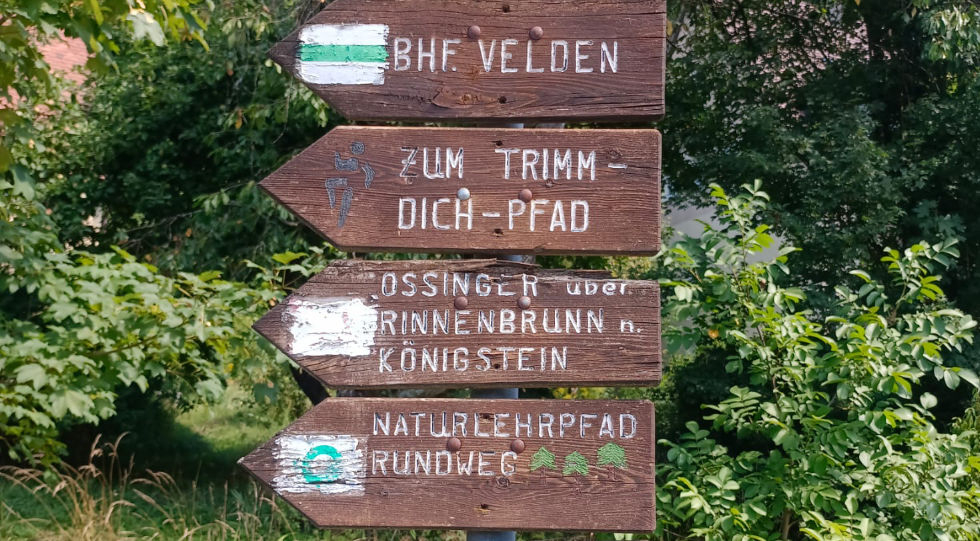 BHF. VELDEN
ZUM TRIMM-
DICH-PFAD
OSSINGER über
RINNENBRUNN n.
KÖNIGSTEIN
NATURLEHRPFAD
RUNDWEG